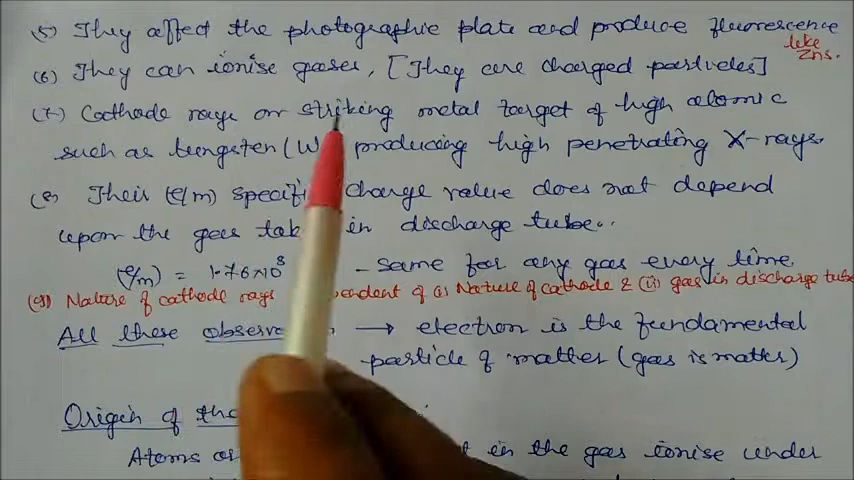 (5) They affect the photographic plate and produce fluorescence
like
Zns.
(6) They can ionise gases, [They are charged particles]
(7) Cathode rays on striking metal target of high atomic
such as tungsten (W producing high penetrating X-rays.
(8) Their (e/m) specifi charge value does not depend
upon the gas tak in discharge tube..
(e/m) = 1.76×10⁸ - same for any gas every time
(9) Nature of cathode rays pendent of (i) Nature of cathode & (ii) gas in discharge tube
All these observa → electron is the fundamental
particle of matter (gas is matter)
Origin of
Atoms in the gas ionise under